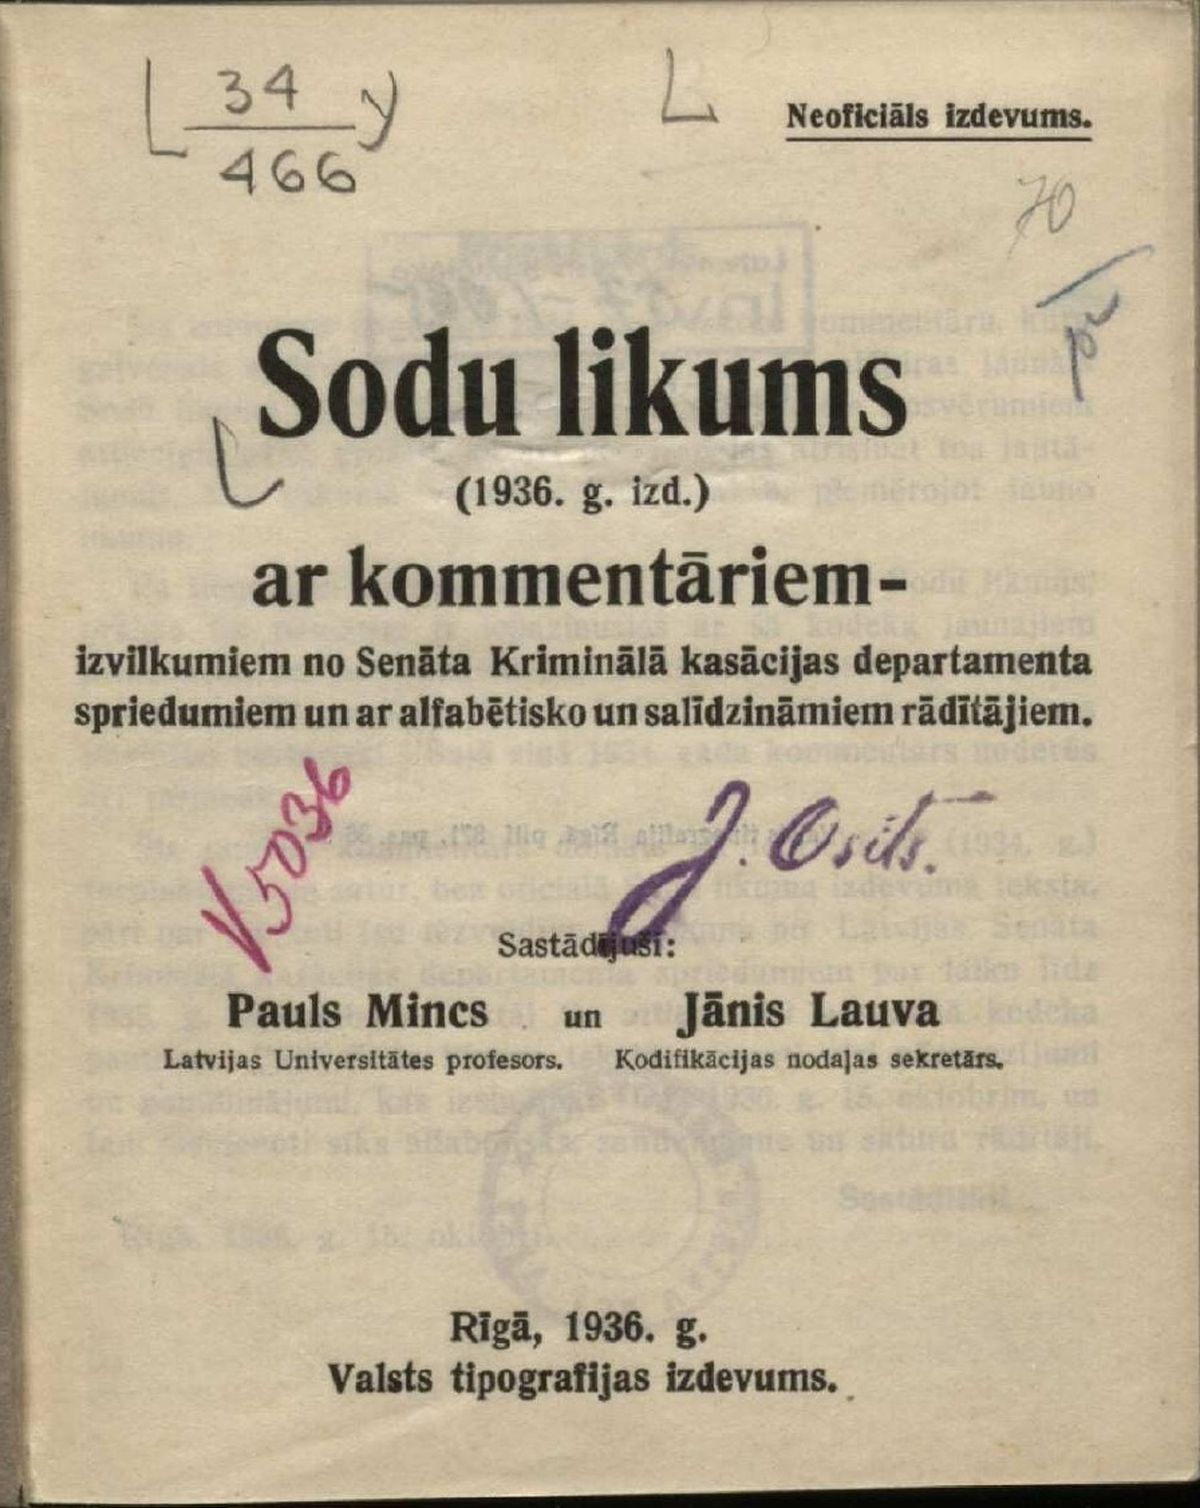 34
466
L
Neoficiāls izdevums.
70
Sodu likums
(1936. g. izd.)
ar kommentāriem-
izvilkumiem no Senāta Kriminālā kasācijas departamenta
spriedumiem un ar alfabētisko un salīdzināmiem rādītājiem.
V5036
J. Osits.
Sastādījuši:
Pauls Mincs un Jānis Lauva
Latvijas Universitātes profesors. Kodifikācijas nodaļas sekretārs.
Rīgā, 1936. g.
Valsts tipografijas izdevums.